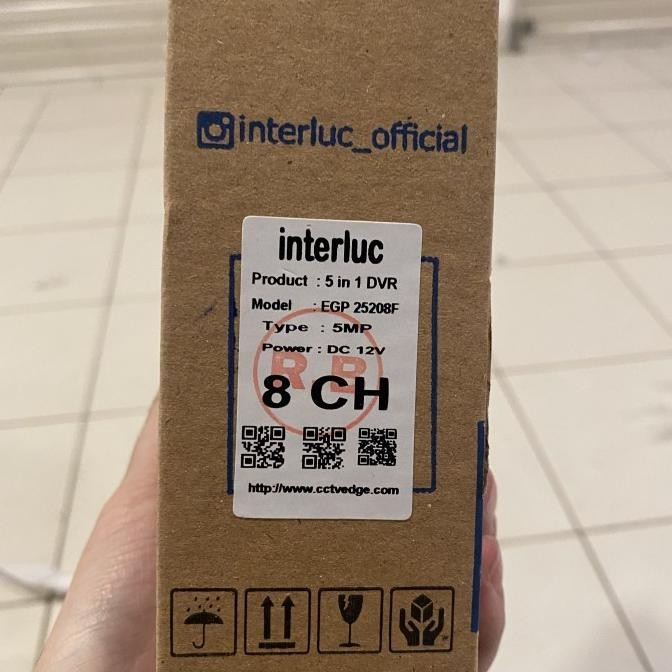 interluc_official
interluc
Product : 5 in 1 DVR
Model : EGP 25208F
Type : 5MP
Power : DC 12V
RB
8 CH
http://www.cctvedge.com